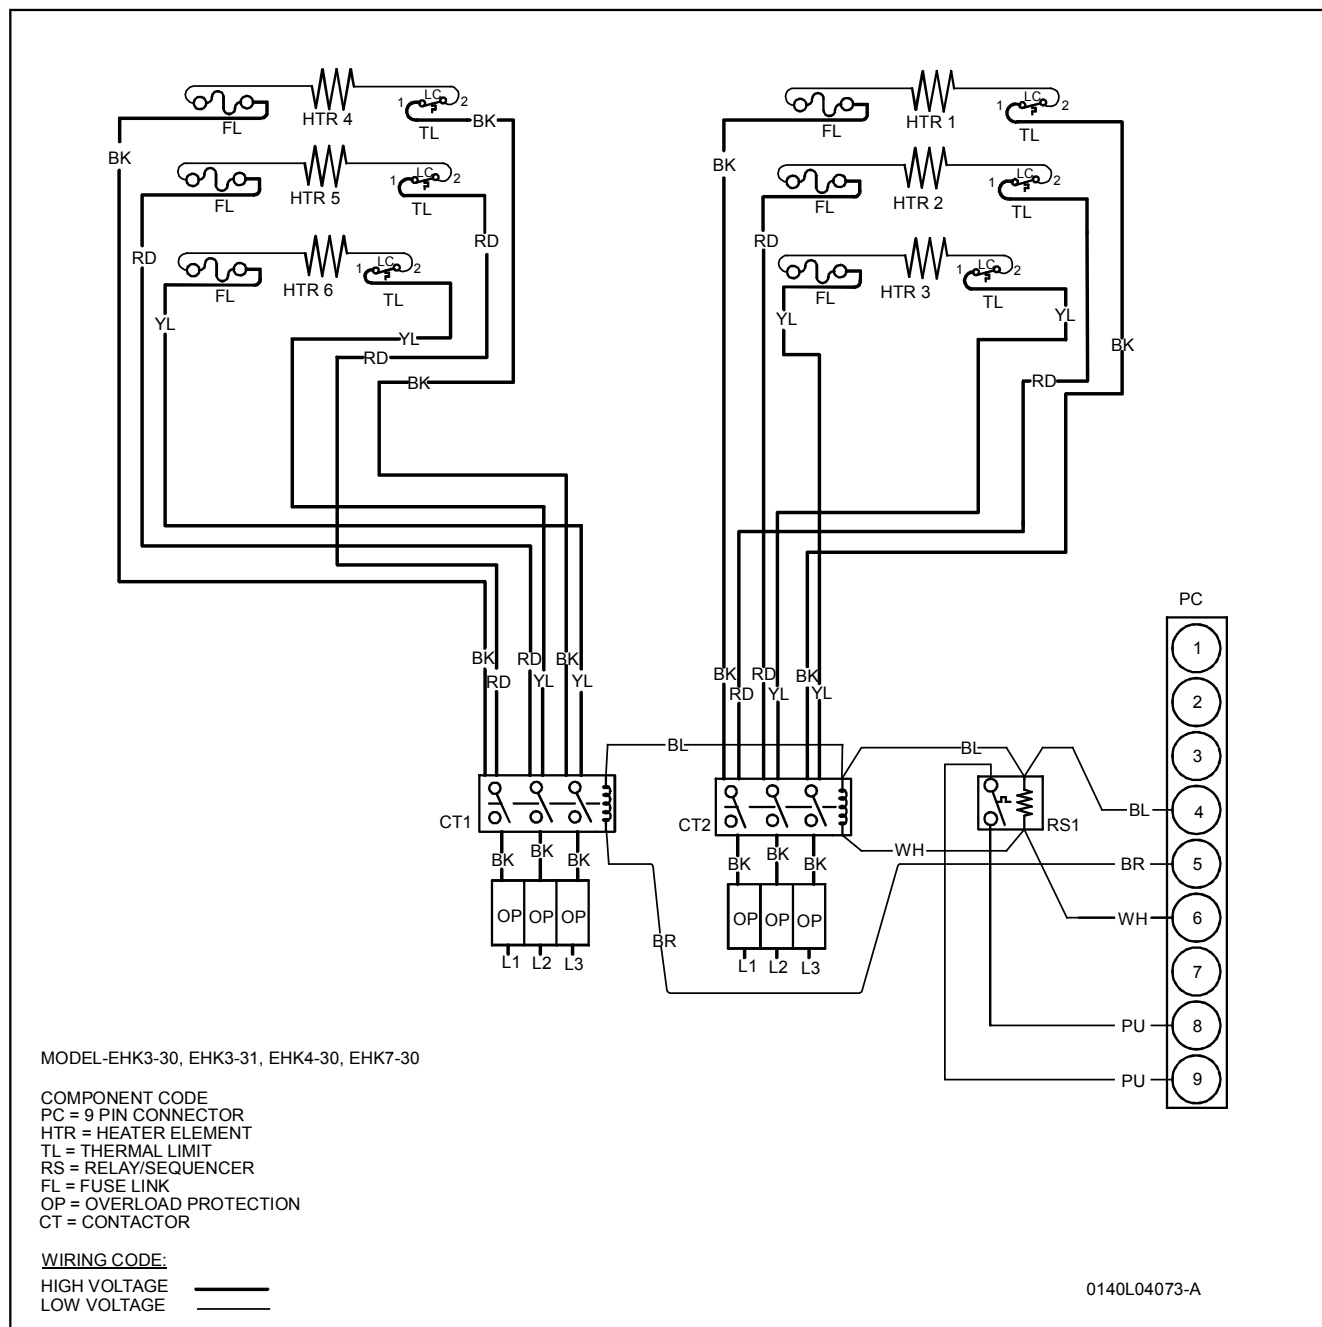 1 LC 2
HTR 4
FL
TL
BK
BK
1 LC 2
HTR 5
FL
TL
RD
RD
1 LC 2
HTR 6
FL
TL
YL
YL
RD
BK
1 LC 2
HTR 1
FL
TL
BK
1 LC 2
HTR 2
FL
TL
RD
1 LC 2
HTR 3
FL
TL
YL
YL
BK
RD
BK RD BK
RD YL YL
BK RD BK
RD YL YL
BL
BL
CT1
CT2
RS1
WH
BK BK BK
OP OP OP
L1 L2 L3
BK BK BK
OP OP OP
L1 L2 L3
BR
PC
1
2
3
BL 4
BR 5
WH 6
7
PU 8
PU 9
MODEL-EHK3-30, EHK3-31, EHK4-30, EHK7-30
COMPONENT CODE
PC = 9 PIN CONNECTOR
HTR = HEATER ELEMENT
TL = THERMAL LIMIT
RS = RELAY/SEQUENCER
FL = FUSE LINK
OP = OVERLOAD PROTECTION
CT = CONTACTOR
WIRING CODE:
HIGH VOLTAGE
LOW VOLTAGE
0140L04073-A